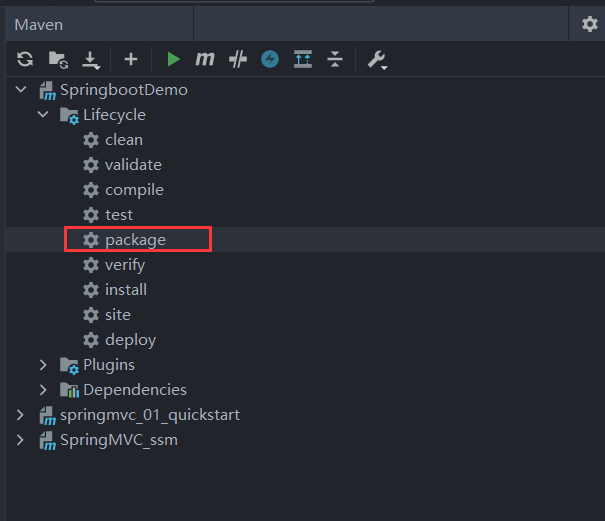 Maven
SpringbootDemo
Lifecycle
clean
validate
compile
test
package
verify
install
site
deploy
Plugins
Dependencies
springmvc_01_quickstart
SpringMVC_ssm